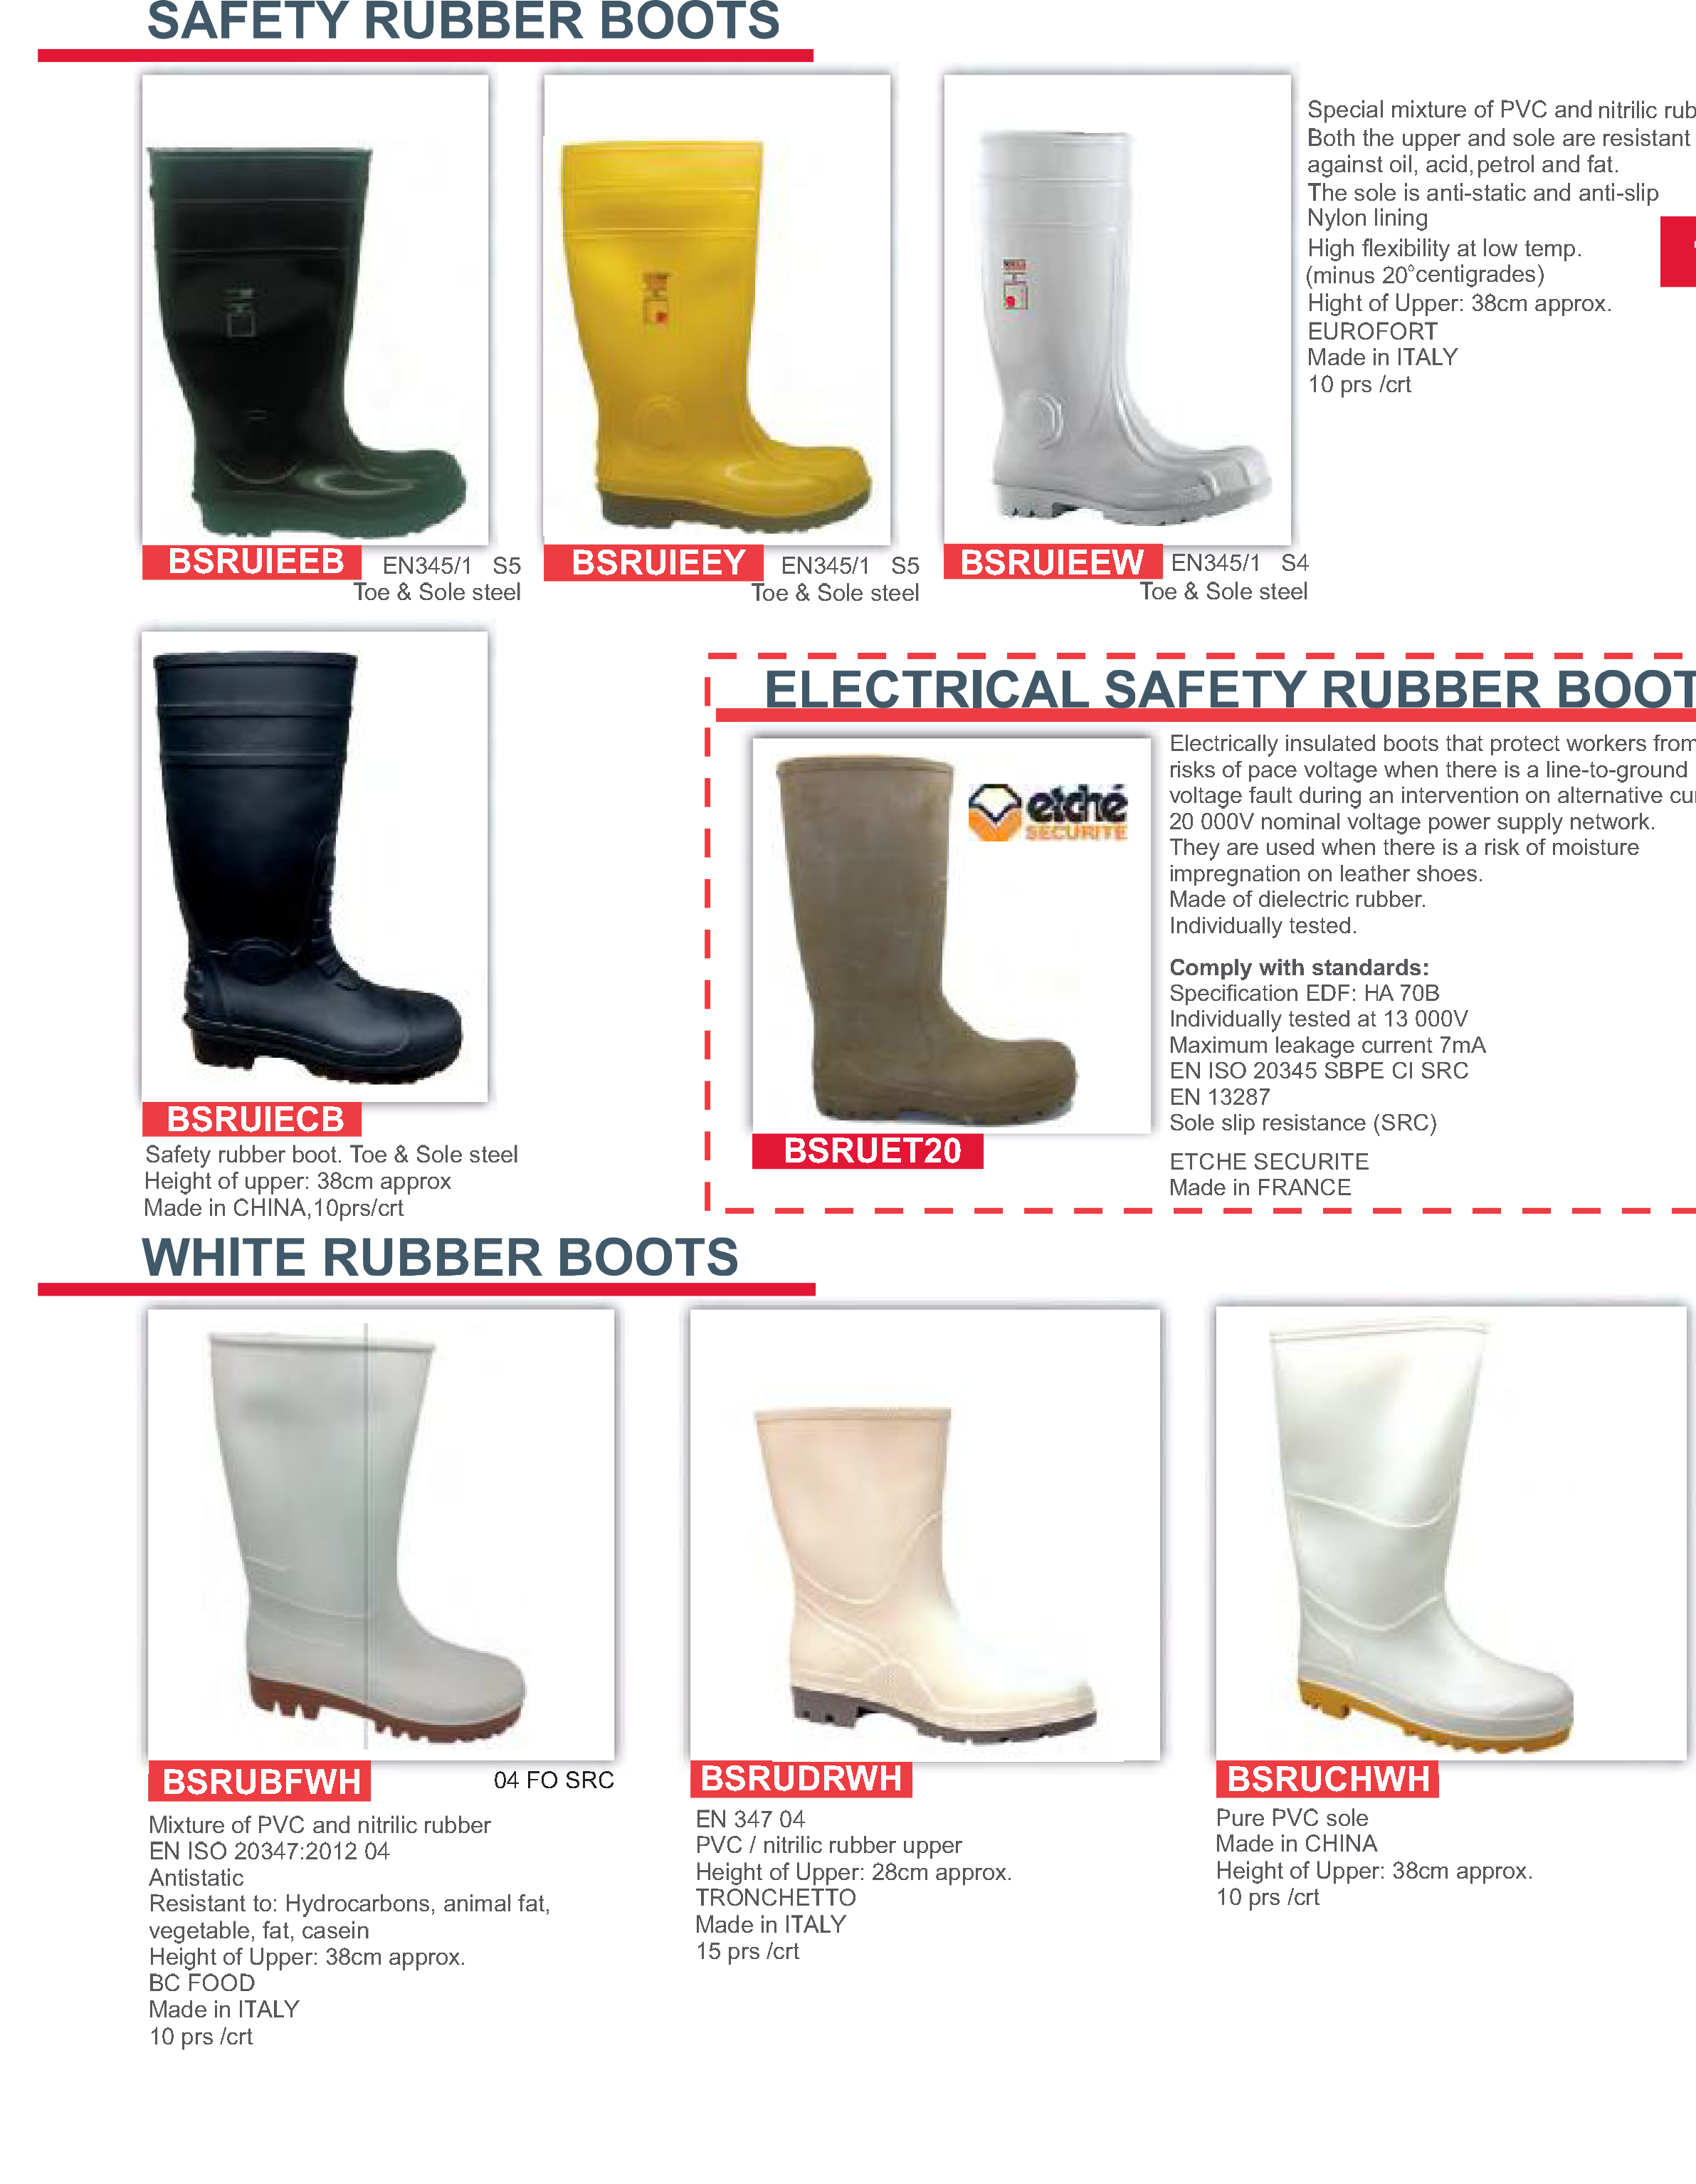 SAFETY RUBBER BOOTS
Special mixture of PVC and nitrilic rub
Both the upper and sole are resistant
against oil, acid, petrol and fat.
The sole is anti-static and anti-slip
Nylon lining
High flexibility at low temp.
(minus 20°centigrades)
Hight of Upper: 38cm approx.
EUROFORT
Made in ITALY
10 prs /crt
BSRUIEEB EN345/1 S5
Toe & Sole steel
BSRUIEEY EN345/1 S5
Toe & Sole steel
BSRUIEEW EN345/1 S4
Toe & Sole steel
BSRUIECB
Safety rubber boot. Toe & Sole steel
Height of upper: 38cm approx
Made in CHINA,10prs/crt
ELECTRICAL SAFETY RUBBER BOOT
etché
SECURITE
Electrically insulated boots that protect workers from
risks of pace voltage when there is a line-to-ground
voltage fault during an intervention on alternative cur
20 000V nominal voltage power supply network.
They are used when there is a risk of moisture
impregnation on leather shoes.
Made of dielectric rubber.
Individually tested.
Comply with standards:
Specification EDF: HA 70B
Individually tested at 13 000V
Maximum leakage current 7mA
EN ISO 20345 SBPE CI SRC
EN 13287
Sole slip resistance (SRC)
ETCHE SECURITE
Made in FRANCE
BSRUET20
WHITE RUBBER BOOTS
BSRUBFWH 04 FO SRC
Mixture of PVC and nitrilic rubber
EN ISO 20347:2012 04
Antistatic
Resistant to: Hydrocarbons, animal fat,
vegetable, fat, casein
Height of Upper: 38cm approx.
BC FOOD
Made in ITALY
10 prs /crt
BSRUDRWH
EN 347 04
PVC / nitrilic rubber upper
Height of Upper: 28cm approx.
TRONCHETTO
Made in ITALY
15 prs /crt
BSRUCHWH
Pure PVC sole
Made in CHINA
Height of Upper: 38cm approx.
10 prs /crt